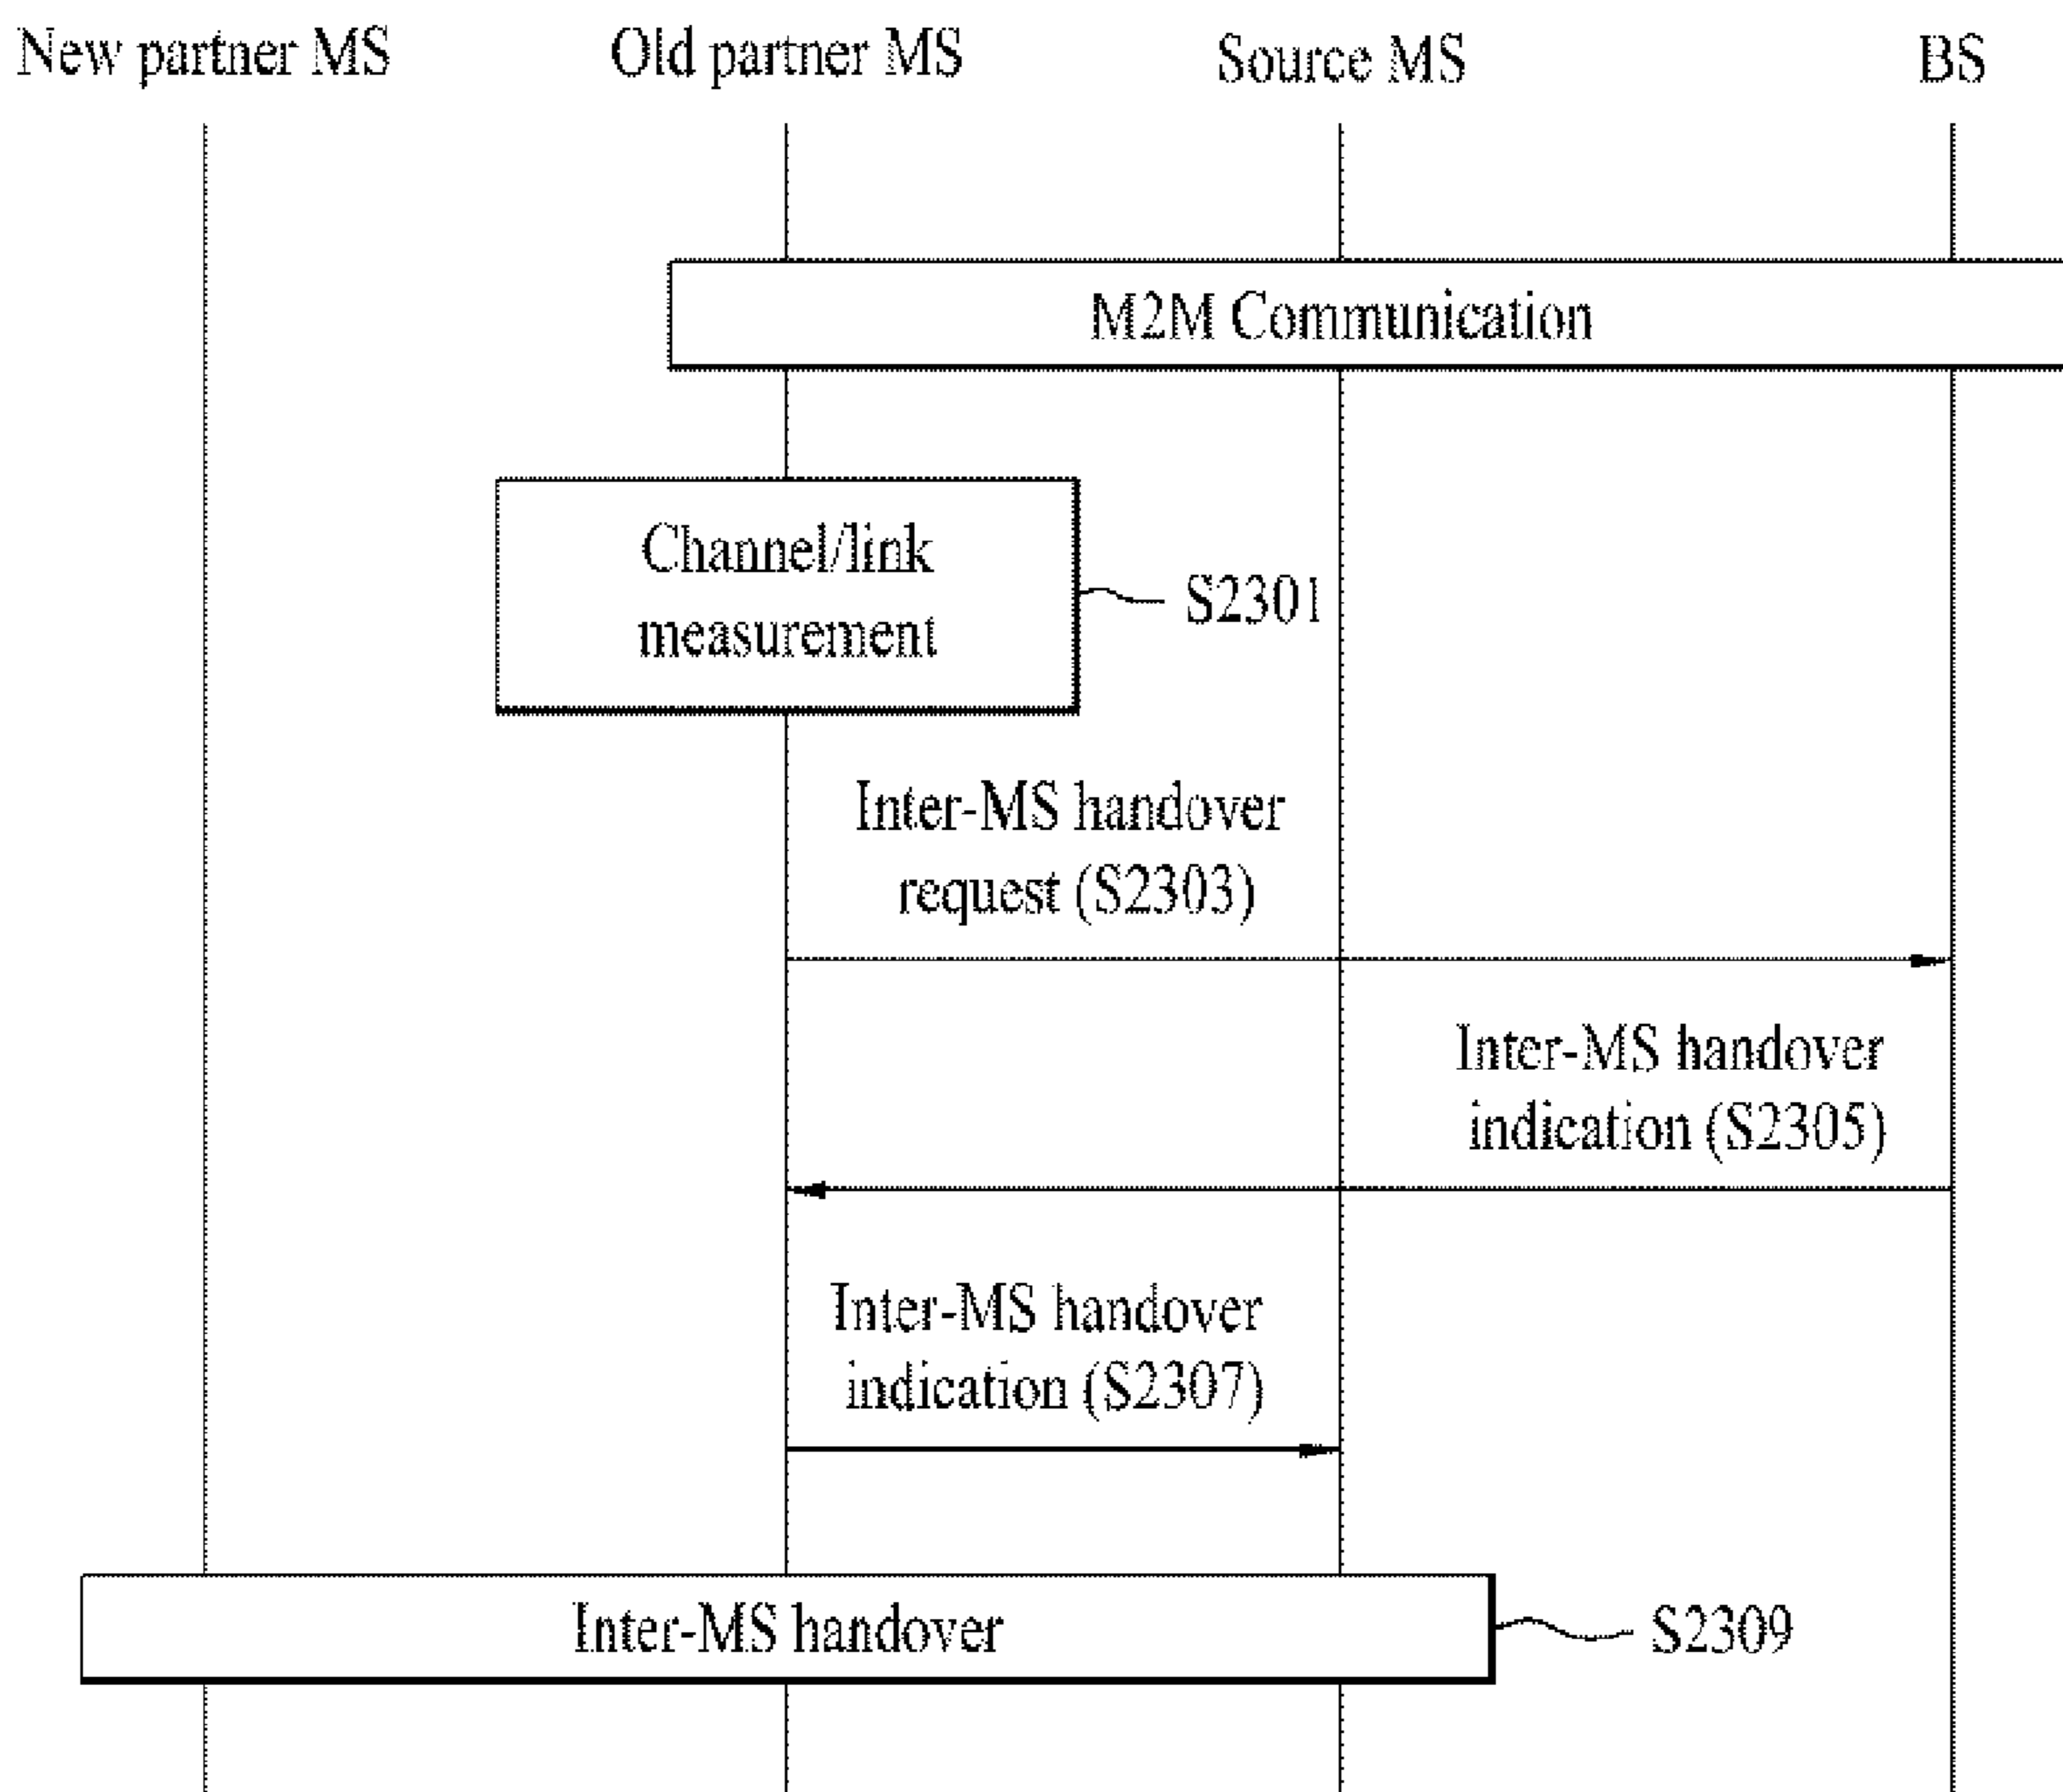 New partner MS
Old partner MS
Source MS
BS
M2M Communication
Channel/link
measurement
S2301
Inter-MS handover
request (S2303)
Inter-MS handover
indication (S2305)
Inter-MS handover
indication (S2307)
Inter-MS handover
S2309